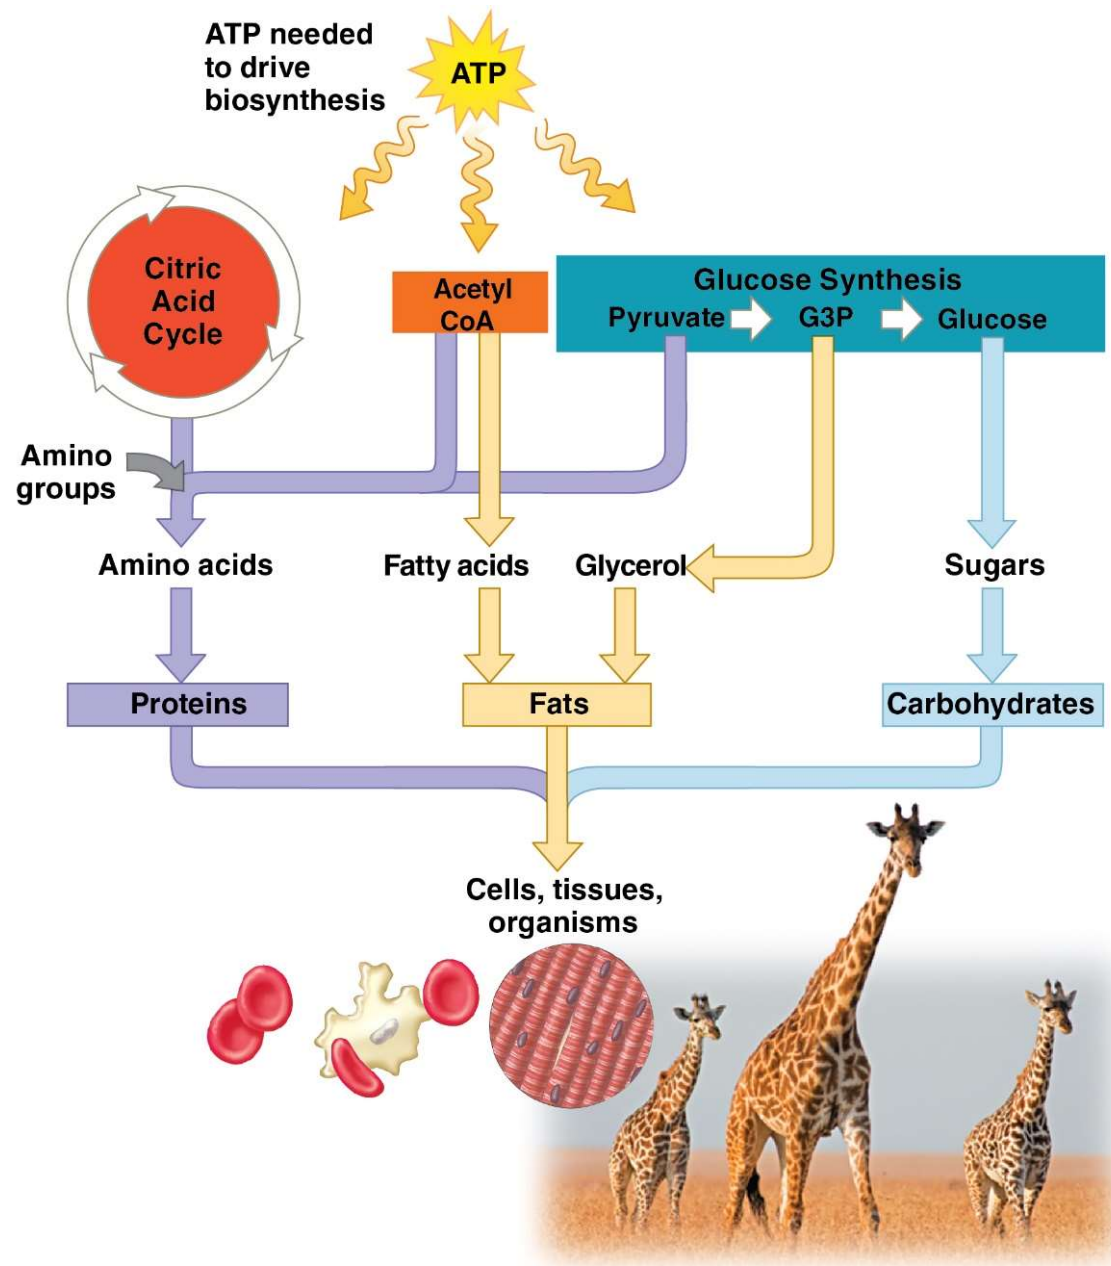 ATP needed
to drive
biosynthesis
ATP
Citric
Acid
Cycle
Acetyl
CoA
Glucose Synthesis
Pyruvate
G3P
Glucose
Amino
groups
Amino acids
Fatty acids
Glycerol
Sugars
Proteins
Fats
Carbohydrates
Cells, tissues,
organisms